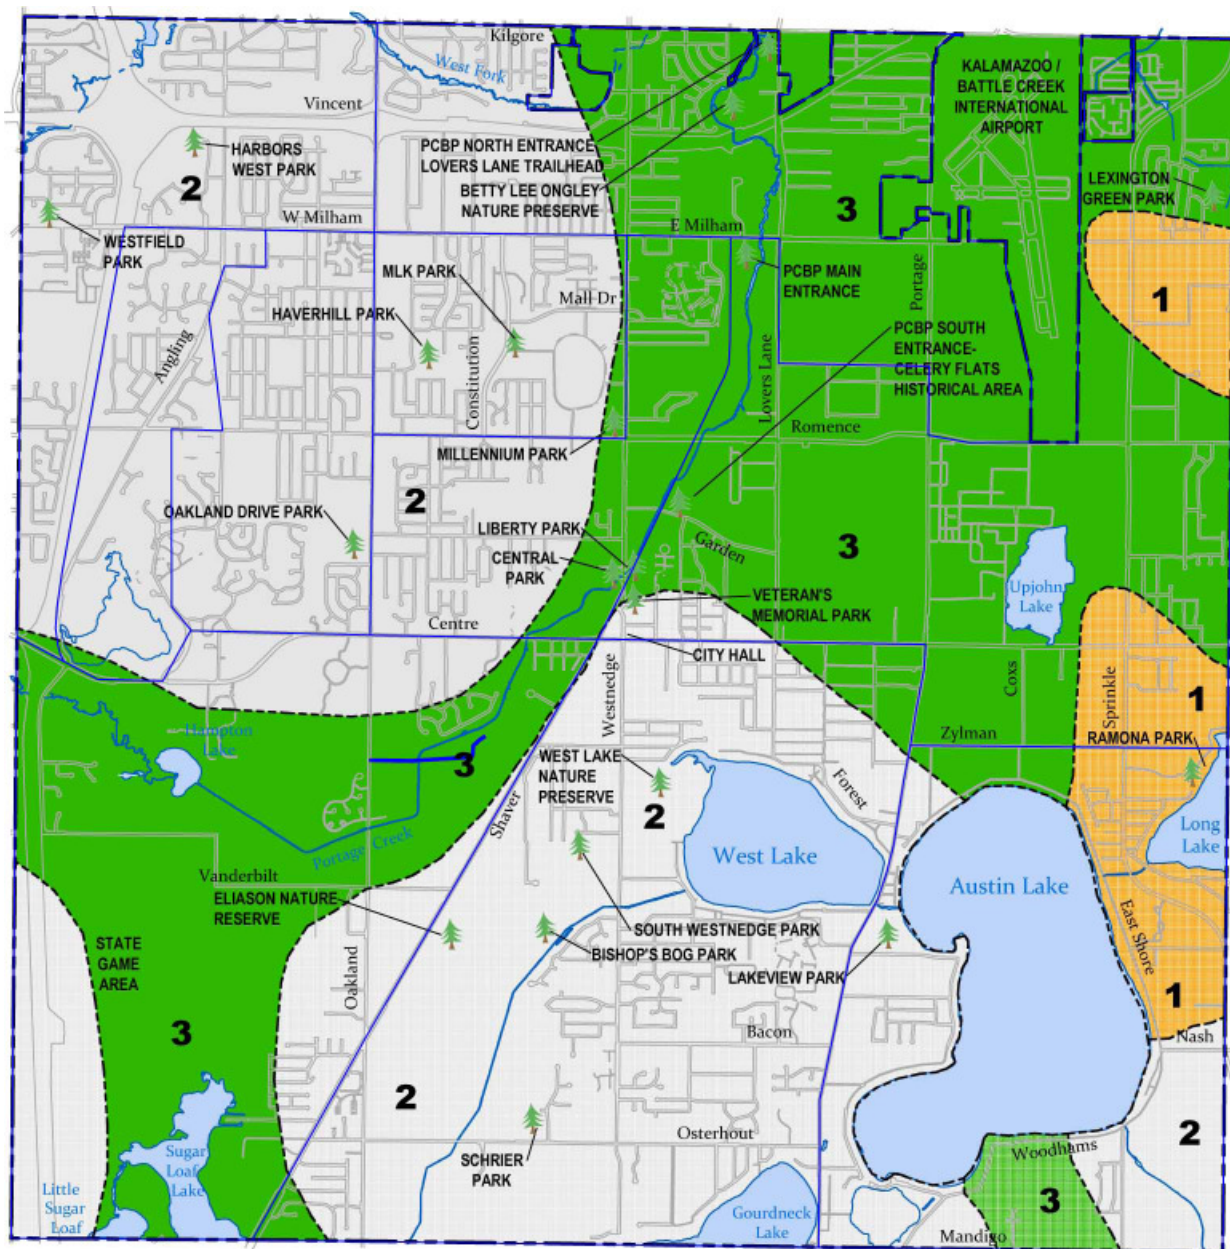 Kilgore
West Fork
KALAMAZOO /
BATTLE CREEK
INTERNATIONAL
AIRPORT
Vincent
HARBORS
WEST PARK
PCBP NORTH ENTRANCE
LOVERS LANE TRAILHEAD
BETTY LEE ONGLEY
NATURE PRESERVE
LEXINGTON
GREEN PARK
2
3
W Milham
E Milham
WESTFIELD
PARK
MLK PARK
PCBP MAIN
ENTRANCE
Portage
Mall Dr
1
HAVERHILL PARK
PCBP SOUTH
ENTRANCE-
CELERY FLATS
HISTORICAL AREA
Angling
Constitution
Lovers Lane
Romence
MILLENNIUM PARK
2
OAKLAND DRIVE PARK
LIBERTY PARK
Garden
3
CENTRAL
PARK
Upjohn
Lake
VETERAN'S
MEMORIAL PARK
Centre
CITY HALL
Westnedge
Coxs
Sprinkle
1
Hampton
Lake
Zylman
RAMONA PARK
3
WEST LAKE
NATURE
PRESERVE
Forest
Shaver
2
Portage Creek
West Lake
Long
Lake
Vanderbilt
Austin Lake
ELIASON NATURE
RESERVE
East Shore
STATE
GAME
AREA
SOUTH WESTNEDGE PARK
BISHOP'S BOG PARK
LAKEVIEW PARK
Oakland
1
3
Bacon
Nash
2
Osterhout
2
Woodhams
Sugar
Loaf
Lake
SCHRIER
PARK
Little
Sugar
Loaf
3
Gourdneck
Lake
Mandigo